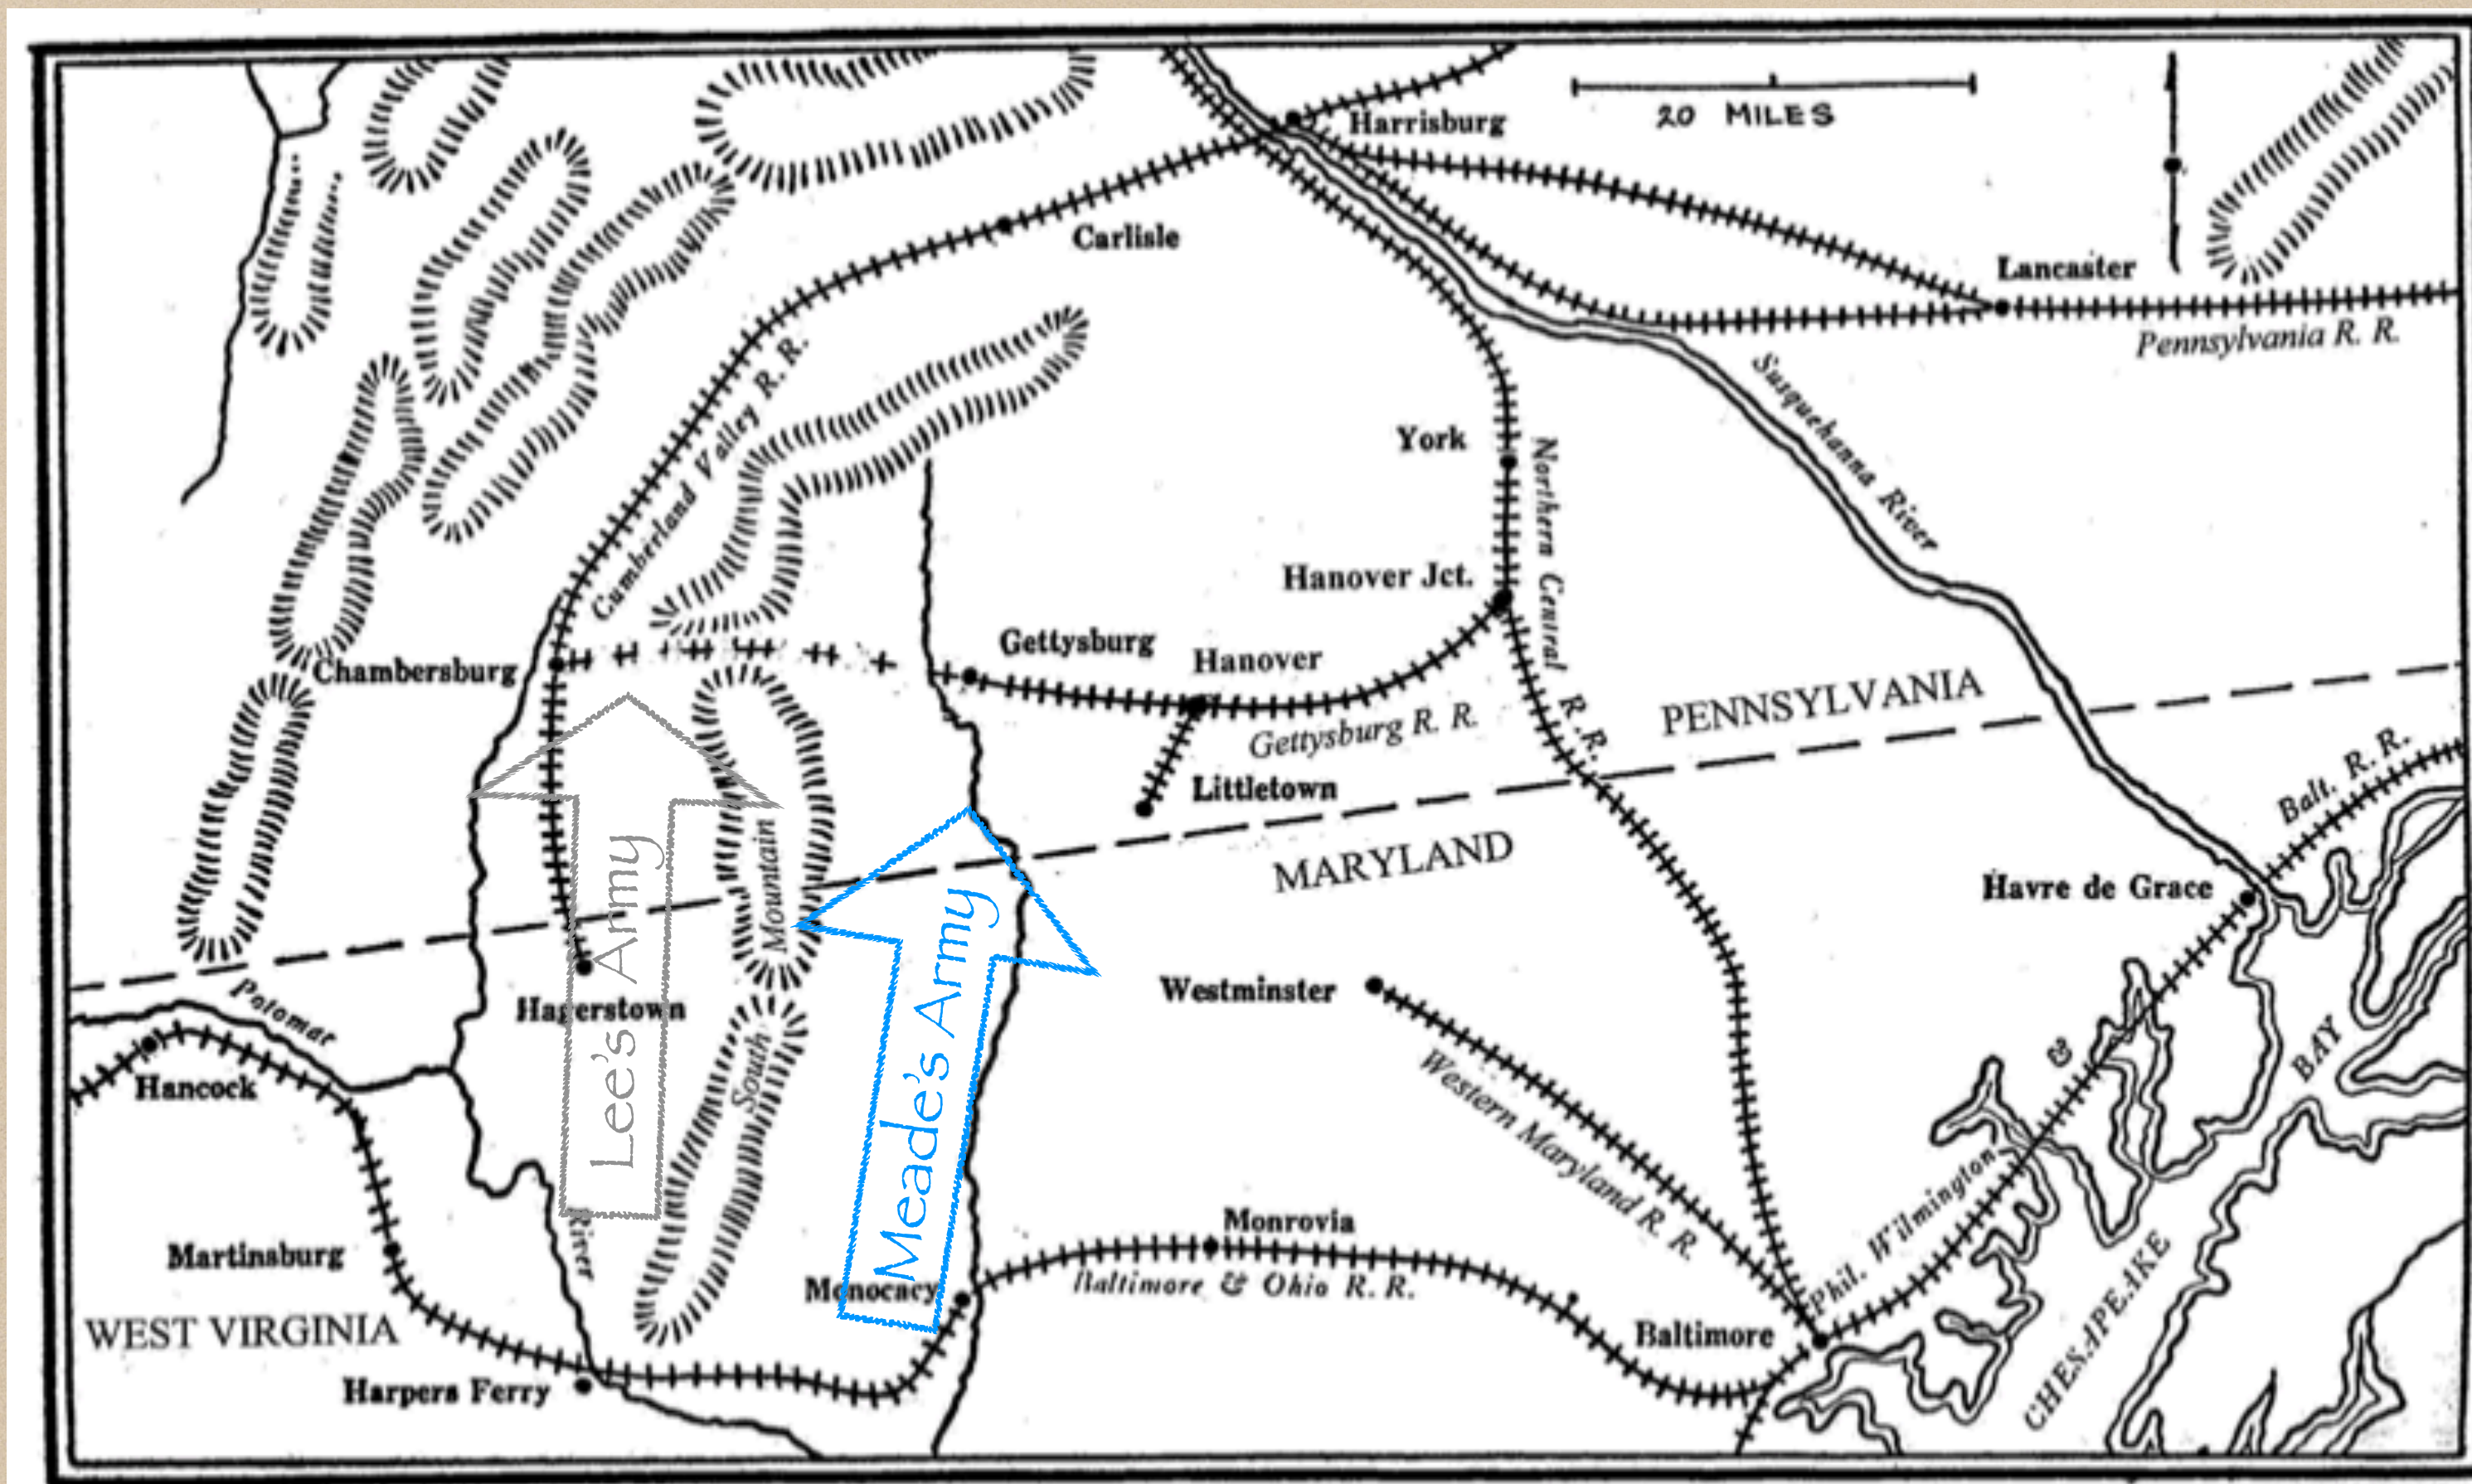 20 MILES
Harrisburg
Carlisle
Lancaster
Pennsylvania R. R.
Cumberland Valley R. R.
Susquehanna River
York
Northern Central R. R.
Hanover Jct.
Gettysburg
Hanover
Chambersburg
Gettysburg R. R.
PENNSYLVANIA
Littletown
MARYLAND
Balt. R. R.
Havre de Grace
Lee's Army
Mountain
South
Meade's Army
Westminster
Hagerstown
Potomac
River
Hancock
Western Maryland R. R.
&
BAY
CHESAPEAKE
Phil. Wilmington
Monrovia
Baltimore & Ohio R. R.
Martinsburg
Monocacy
WEST VIRGINIA
Baltimore
Harpers Ferry